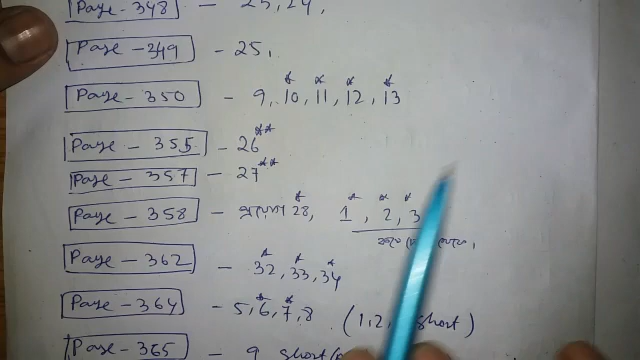 Page - 348 - 23, 24,
Page - 349 - 25,
Page - 350 - 9, 10*, 11*, 12*, 13*
Page - 355 - 26**
Page - 357 - 27**
Page - 358 - 28*, 1*, 2*, 3*
Page - 362 - 32*, 33*, 34*
Page - 364 - 5, 6*, 7*, 8 (1, 2, short)
Page - 365 - 9 short